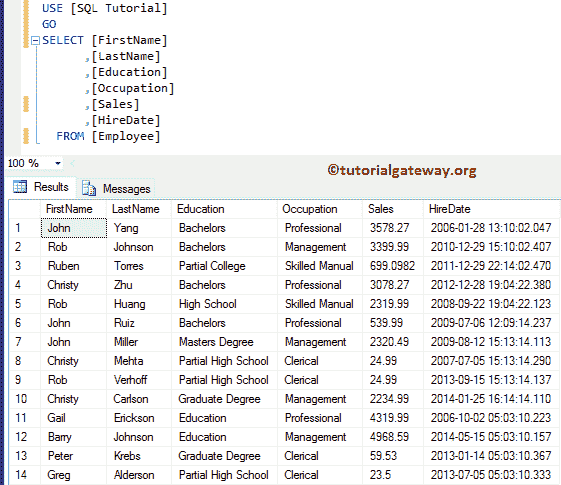 USE [SQL Tutorial]
GO
SELECT [FirstName]
,[LastName]
,[Education]
,[Occupation]
,[Sales]
,[HireDate]
FROM [Employee]
100 %
©tutorialgateway.org
Results Messages
FirstName LastName Education Occupation Sales HireDate
1 John Yang Bachelors Professional 3578.27 2006-01-28 13:10:02.047
2 Rob Johnson Bachelors Management 3399.99 2010-12-29 15:10:02.407
3 Ruben Torres Partial College Skilled Manual 699.0982 2011-12-29 22:14:02.470
4 Christy Zhu Bachelors Professional 3078.27 2012-12-28 19:04:22.380
5 Rob Huang High School Skilled Manual 2319.99 2008-09-22 19:04:22.123
6 John Ruiz Bachelors Professional 539.99 2009-07-06 12:09:14.237
7 John Miller Masters Degree Management 2320.49 2009-08-12 15:13:14.113
8 Christy Mehta Partial High School Clerical 24.99 2007-07-05 15:13:14.290
9 Rob Verhoff Partial High School Clerical 24.99 2013-09-15 15:13:14.137
10 Christy Carlson Graduate Degree Management 2234.99 2014-01-25 16:14:14.110
11 Gail Erickson Education Professional 4319.99 2006-10-02 05:03:10.223
12 Barry Johnson Education Management 4968.59 2014-05-15 05:03:10.157
13 Peter Krebs Graduate Degree Clerical 59.53 2013-01-14 05:03:10.367
14 Greg Alderson Partial High School Clerical 23.5 2013-07-05 05:03:10.333